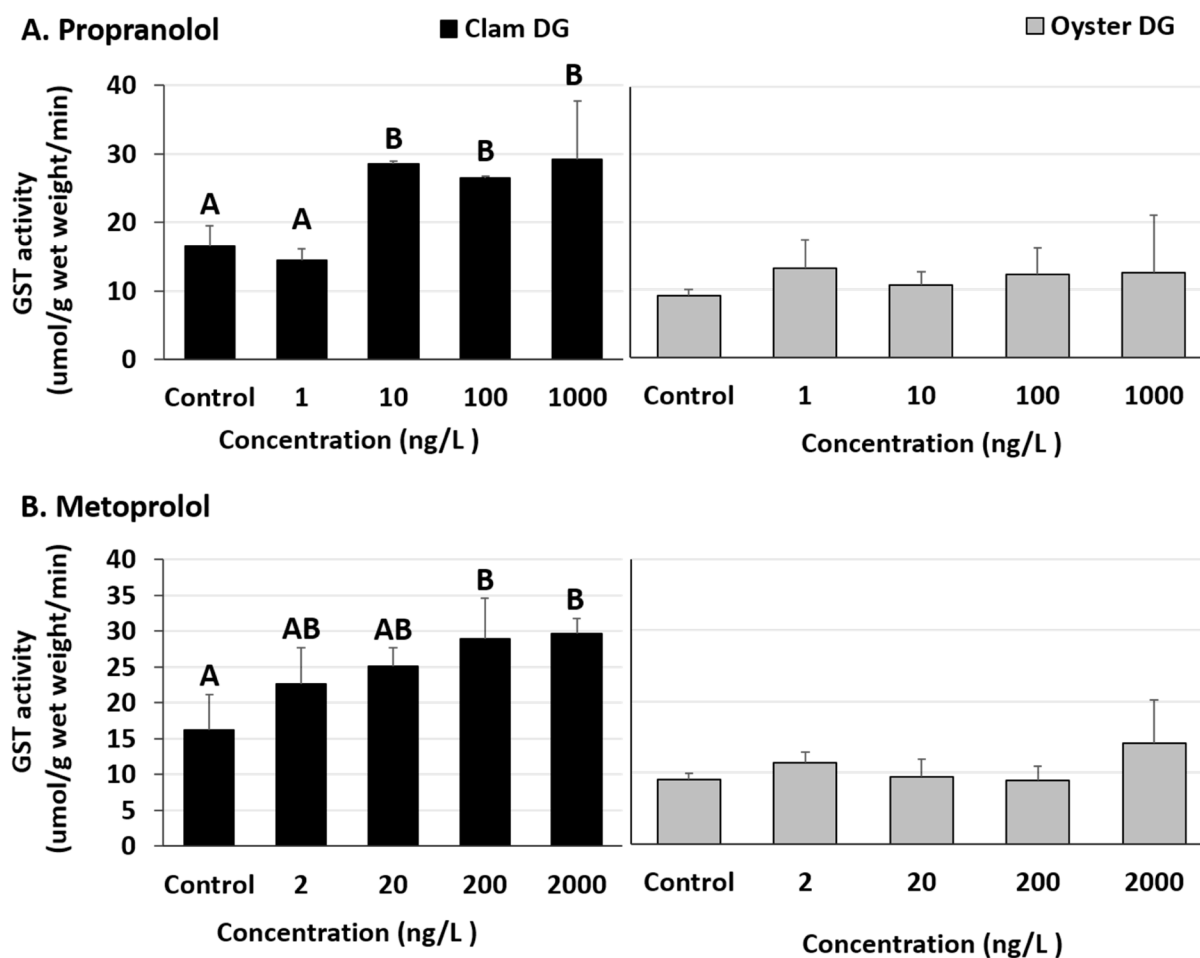 A. Propranolol
Clam DG
Oyster DG
GST activity
(umol/g wet weight/min)
40
30
20
10
0
A
A
B
B
B
Control 1 10 100 1000
Concentration (ng/L )
Control 1 10 100 1000
Concentration (ng/L )
B. Metoprolol
GST activity
(umol/g wet weight/min)
40
35
30
25
20
15
10
5
0
A
AB
AB
B
B
Control 2 20 200 2000
Concentration (ng/L )
Control 2 20 200 2000
Concentration (ng/L )